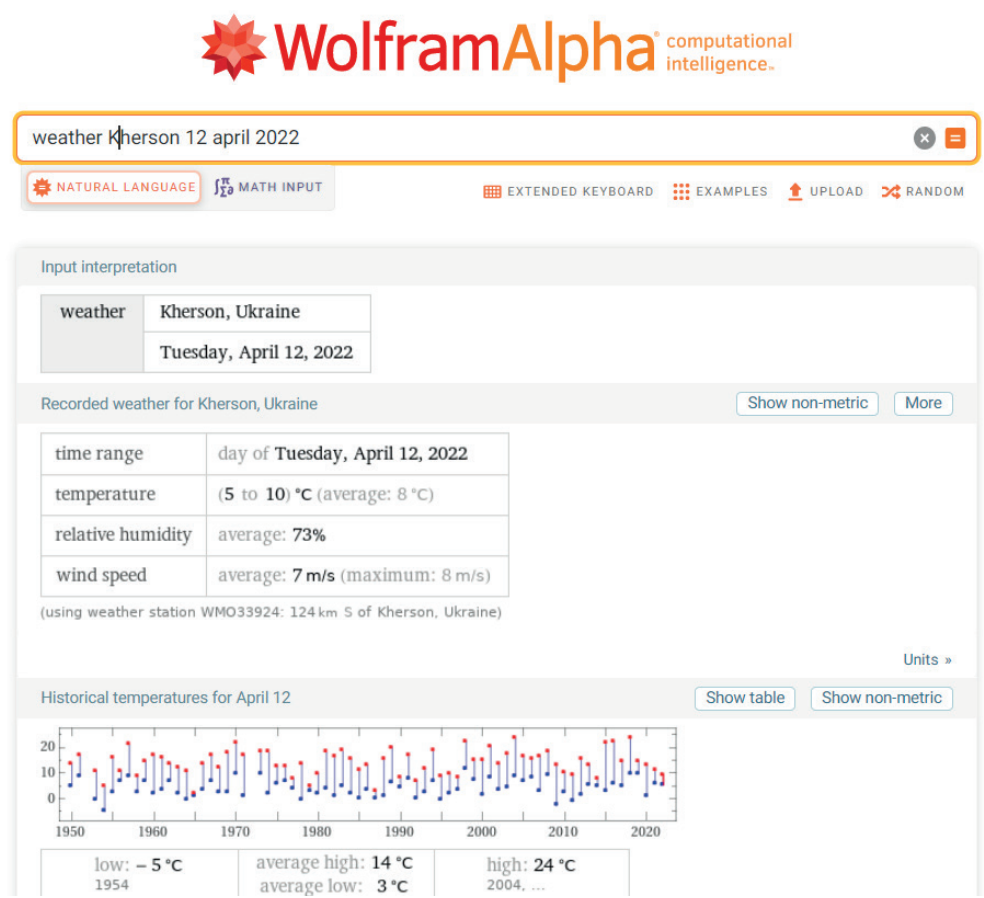 WolframAlpha computational intelligence™
weather Kherson 12 april 2022
NATURAL LANGUAGE MATH INPUT EXTENDED KEYBOARD EXAMPLES UPLOAD RANDOM
Input interpretation
weather Kherson, Ukraine
Tuesday, April 12, 2022
Recorded weather for Kherson, Ukraine Show non-metric More
time range day of Tuesday, April 12, 2022
temperature (5 to 10) °C (average: 8 °C)
relative humidity average: 73%
wind speed average: 7 m/s (maximum: 8 m/s)
(using weather station WMO33924: 124 km S of Kherson, Ukraine)
Units »
Historical temperatures for April 12 Show table Show non-metric
20
10
0
1950 1960 1970 1980 1990 2000 2010 2020
low: – 5 °C average high: 14 °C high: 24 °C
1954 average low: 3 °C 2004, ...